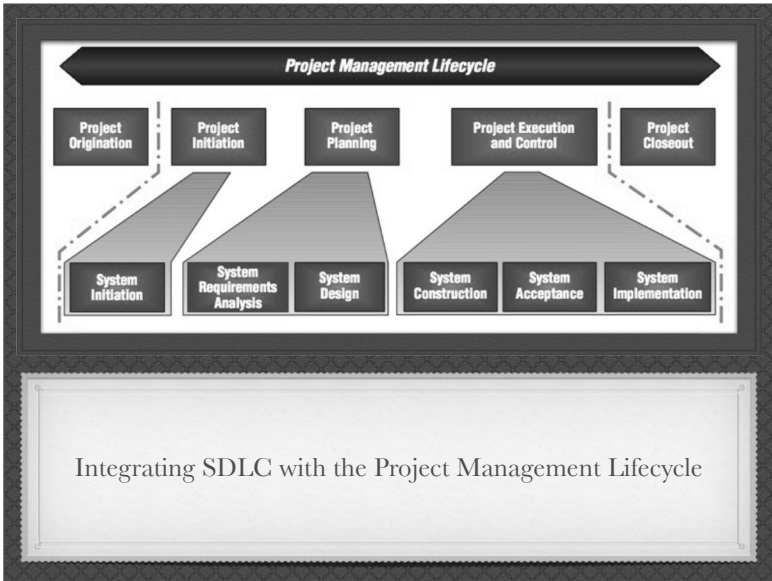 Project Management Lifecycle
Project
Origination
Project
Initiation
Project
Planning
Project Execution
and Control
Project
Closeout
System
Initiation
System
Requirements
Analysis
System
Design
System
Construction
System
Acceptance
System
Implementation
Integrating SDLC with the Project Management Lifecycle